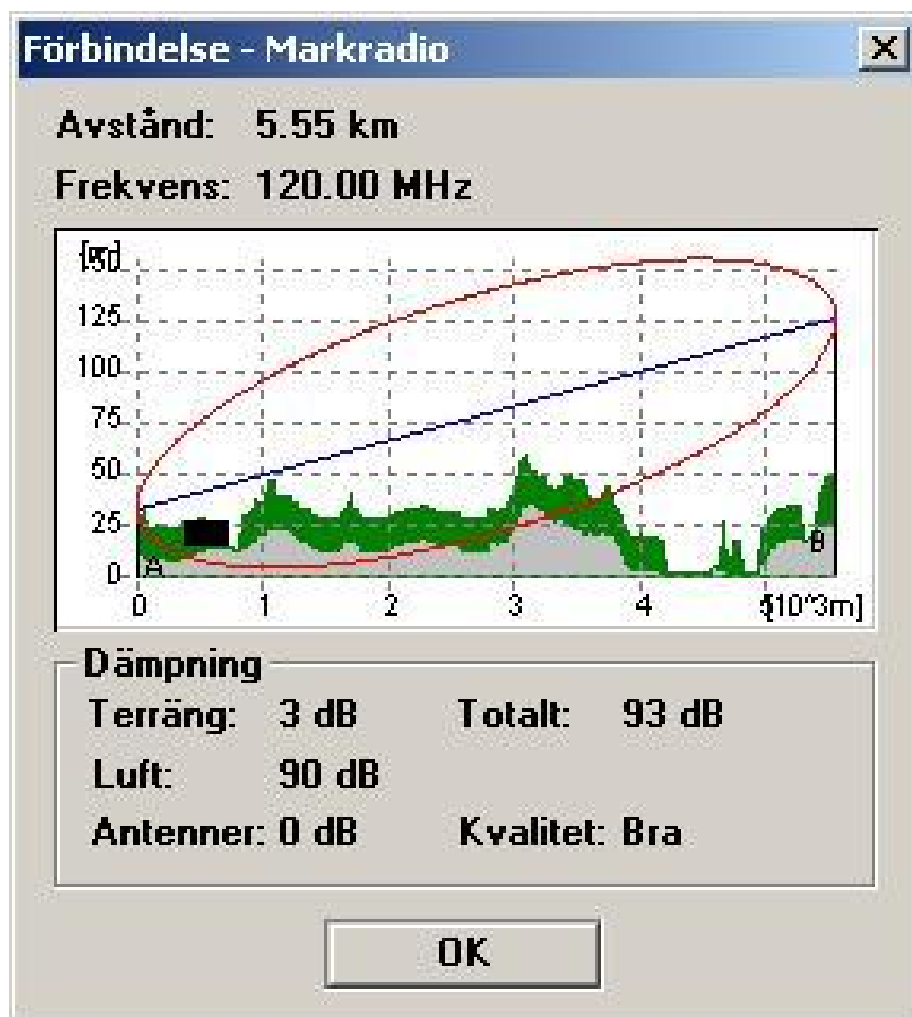 Förbindelse - Markradio
Avstånd: 5.55 km
Frekvens: 120.00 MHz
150
125
100
75
50
25
0
A
B
0 1 2 3 4 5 [10^3m]
Dämpning
Terräng: 3 dB Totalt: 93 dB
Luft: 90 dB
Antenner: 0 dB Kvalitet: Bra
OK